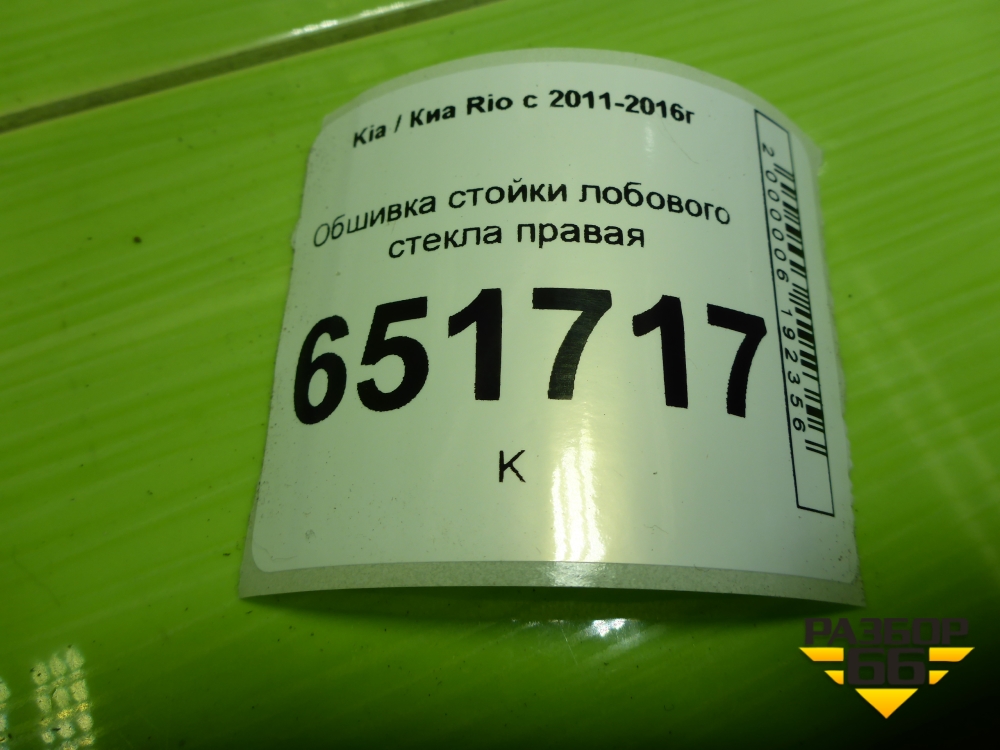 Kia / Киа Rio с 2011-2016г
Обшивка стойки лобового
стекла правая
651717
К
2000006192356
РАЗБОР
66